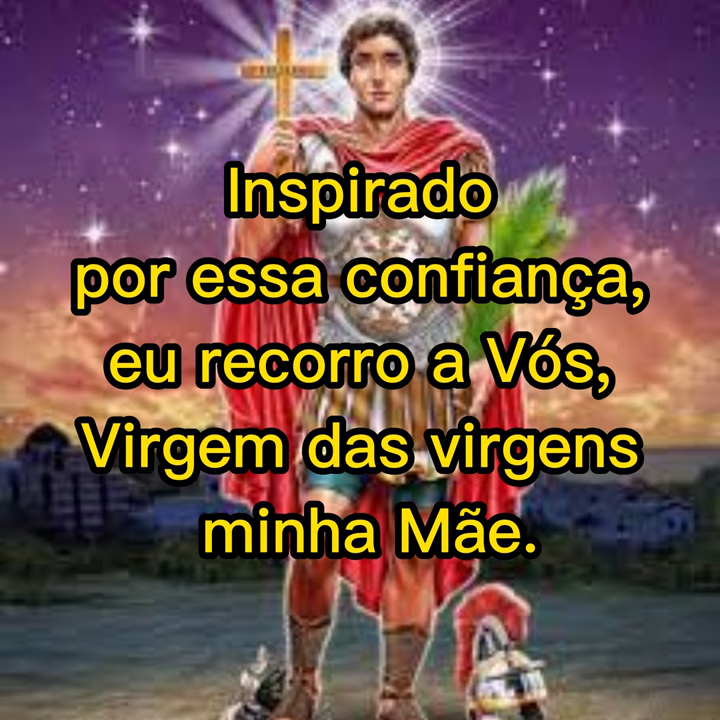 Inspirado
por essa confiança,
eu recorro a Vós,
Virgem das virgens
minha Mãe.